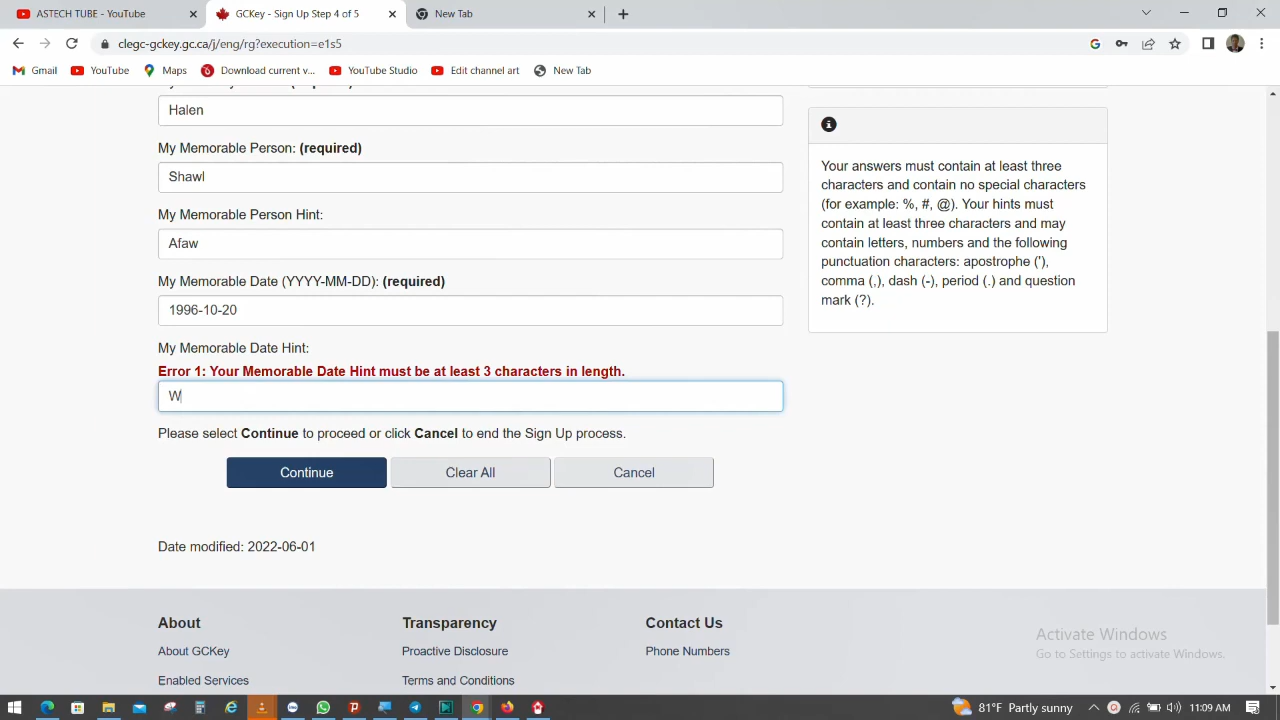 ASTECH TUBE - YouTube
GCKey - Sign Up Step 4 of 5
New Tab
clegc-gckey.gc.ca/j/eng/rg?execution=e1s5
Gmail
YouTube
Maps
Download current v...
YouTube Studio
Edit channel art
New Tab
Halen
My Memorable Person: (required)
Shawl
My Memorable Person Hint:
Afaw
My Memorable Date (YYYY-MM-DD): (required)
1996-10-20
My Memorable Date Hint:
Error 1: Your Memorable Date Hint must be at least 3 characters in length.
W
Please select Continue to proceed or click Cancel to end the Sign Up process.
Continue
Clear All
Cancel
Date modified: 2022-06-01
Your answers must contain at least three
characters and contain no special characters
(for example: %, #, @). Your hints must
contain at least three characters and may
contain letters, numbers and the following
punctuation characters: apostrophe ('),
comma (,), dash (-), period (.) and question
mark (?).
About
About GCKey
Enabled Services
Transparency
Proactive Disclosure
Terms and Conditions
Contact Us
Phone Numbers
Activate Windows
Go to Settings to activate Windows.
81°F Partly sunny
11:09 AM